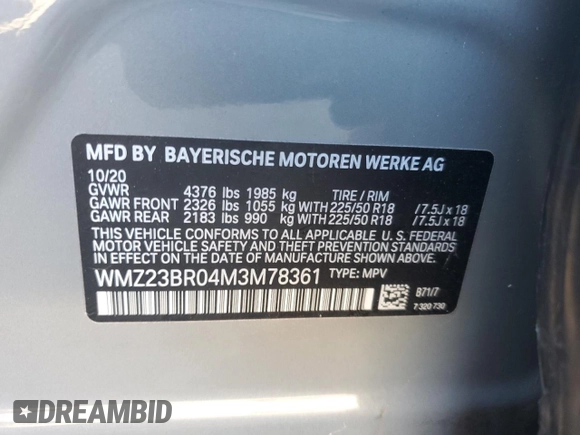 MFD BY BAYERISCHE MOTOREN WERKE AG
10/20
GVWR 4376 lbs 1985 kg TIRE / RIM
GAWR FRONT 2326 lbs 1055 kg WITH 225/50 R18 /7.5J x 18
GAWR REAR 2183 lbs 990 kg WITH 225/50 R18 /7.5J x 18
THIS VEHICLE CONFORMS TO ALL APPLICABLE U. S. FEDERAL
MOTOR VEHICLE SAFETY, BUMPER, AND THEFT PREVENTION
STANDARDS IN EFFECT ON THE DATE OF MANUFACTURE SHOWN ABOVE.
WMZ23BR04M3M78361 TYPE: MPV
B71/7
7 320 730
DREAMBID